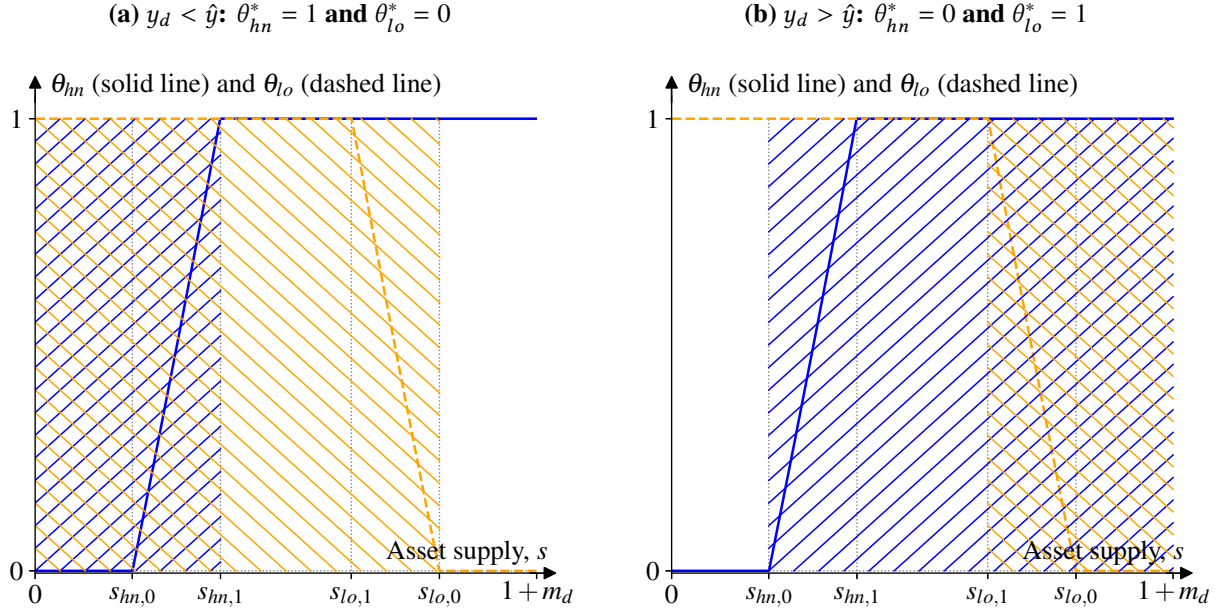 (a) y_d < ŷ: θ*_hn = 1 and θ*_lo = 0
θ_hn (solid line) and θ_lo (dashed line)
1
Asset supply, s
0
0 s_hn,0 s_hn,1 s_lo,1 s_lo,0 1 + m_d
(b) y_d > ŷ: θ*_hn = 0 and θ*_lo = 1
θ_hn (solid line) and θ_lo (dashed line)
1
Asset supply, s
0
0 s_hn,0 s_hn,1 s_lo,1 s_lo,0 1 + m_d